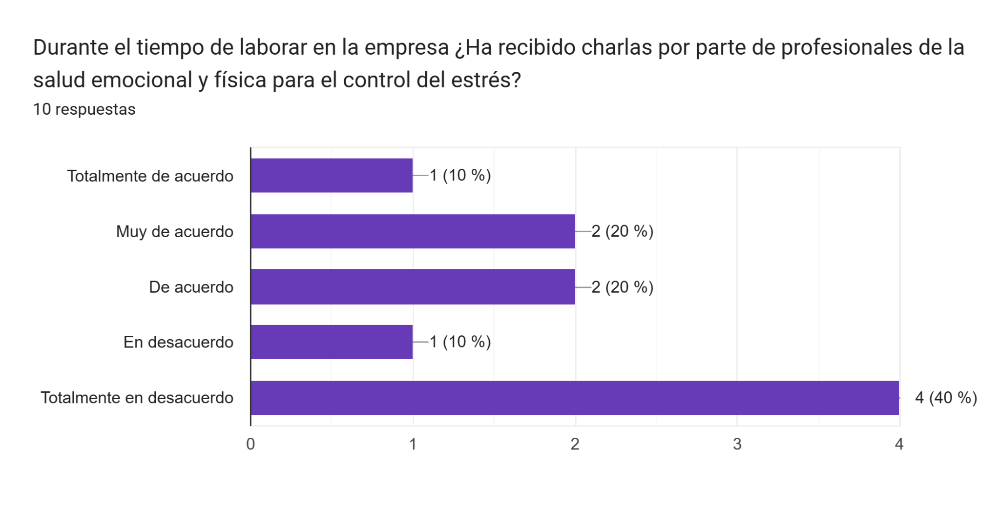 Durante el tiempo de laborar en la empresa ¿Ha recibido charlas por parte de profesionales de la
salud emocional y física para el control del estrés?
10 respuestas
Totalmente de acuerdo
1 (10 %)
Muy de acuerdo
2 (20 %)
De acuerdo
2 (20 %)
En desacuerdo
1 (10 %)
Totalmente en desacuerdo
4 (40 %)
0 1 2 3 4